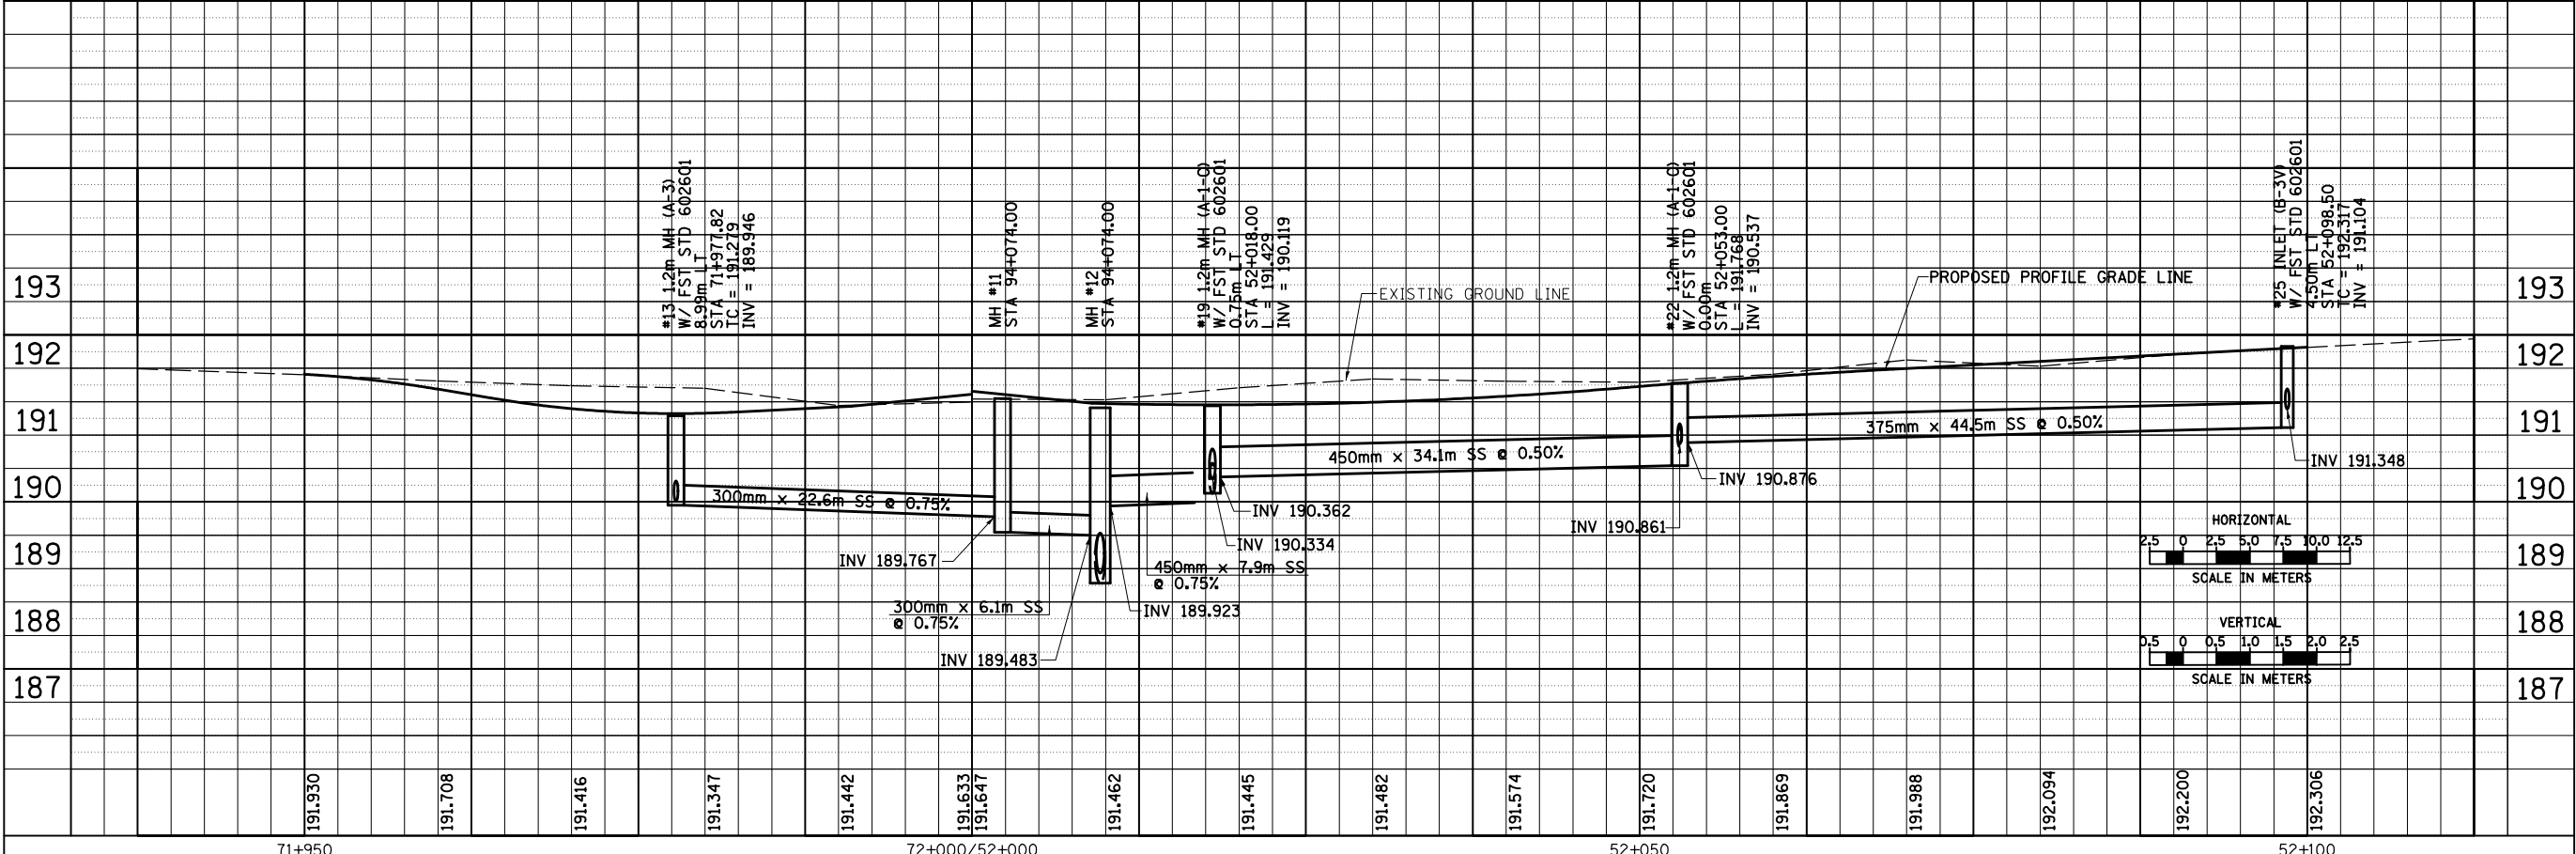 #13 1.2m MH (A-3)
W/ FST STD 602601
8.99m LT
STA 71+977.82
TC = 191.279
INV = 189.946
MH #11
STA 94+074.00
MH #12
STA 94+074.00
#19 1.2m MH (A-1-C)
W/ FST STD 602601
0.75m LT
STA 52+018.00
L = 191.429
INV = 190.119
#22 1.2m MH (A-1-C)
W/ FST STD 602601
0.00m
STA 52+053.00
L = 191.768
INV = 190.537
#25 INLET (B-3V)
W/ FST STD 602601
4.50m LT
STA 52+098.50
TC = 192.317
INV = 191.104
193
192
191
190
189
188
187
EXISTING GROUND LINE
PROPOSED PROFILE GRADE LINE
193
192
191
190
189
188
187
300mm x 22.6m SS @ 0.75%
450mm x 34.1m SS @ 0.50%
375mm x 44.5m SS @ 0.50%
INV 191.348
INV 190.876
INV 190.861
INV 190.362
INV 190.334
INV 189.767
450mm x 7.9m SS
@ 0.75%
300mm x 6.1m SS
@ 0.75%
INV 189.923
INV 189.483
HORIZONTAL
2.5 0 2.5 5.0 7.5 10.0 12.5
SCALE IN METERS
VERTICAL
0.5 0 0.5 1.0 1.5 2.0 2.5
SCALE IN METERS
191.930
191.708
191.416
191.347
191.442
191.633
191.647
191.462
191.445
191.482
191.574
191.720
191.869
191.988
192.094
192.200
192.306
71+950
72+000/52+000
52+050
52+100